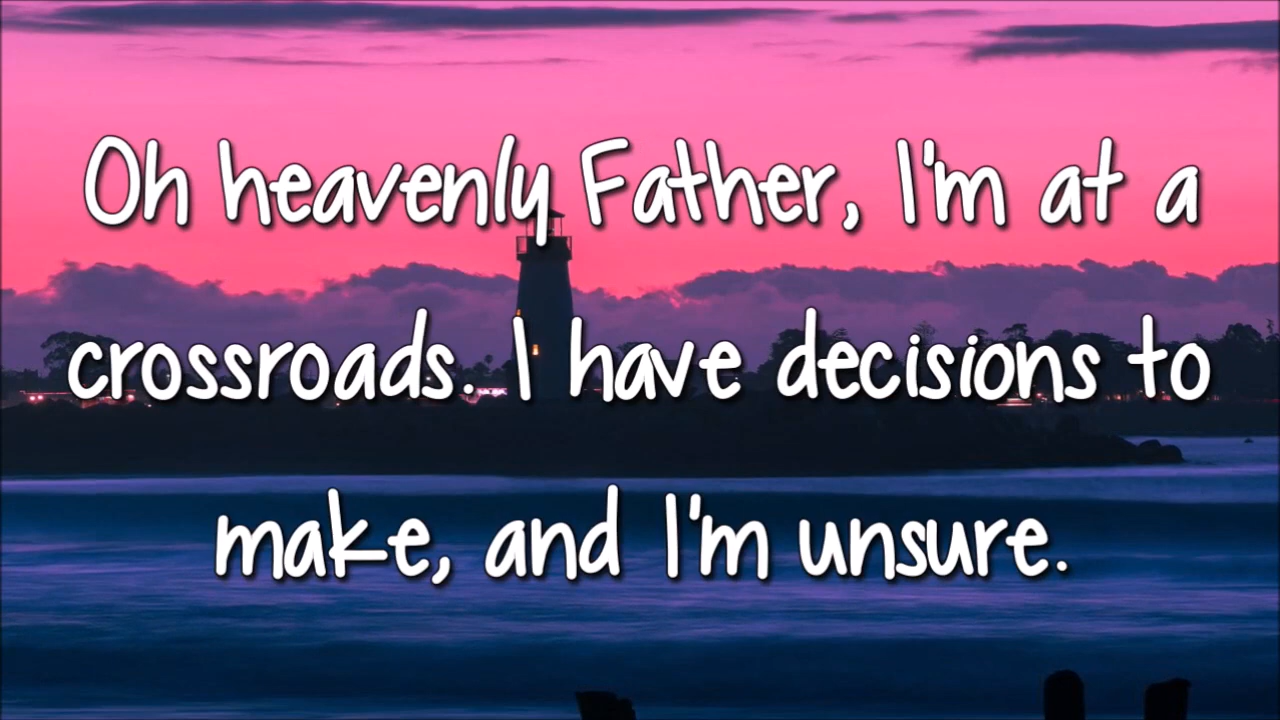 Oh heavenly Father, I'm at a
crossroads. I have decisions to
make, and I'm unsure.